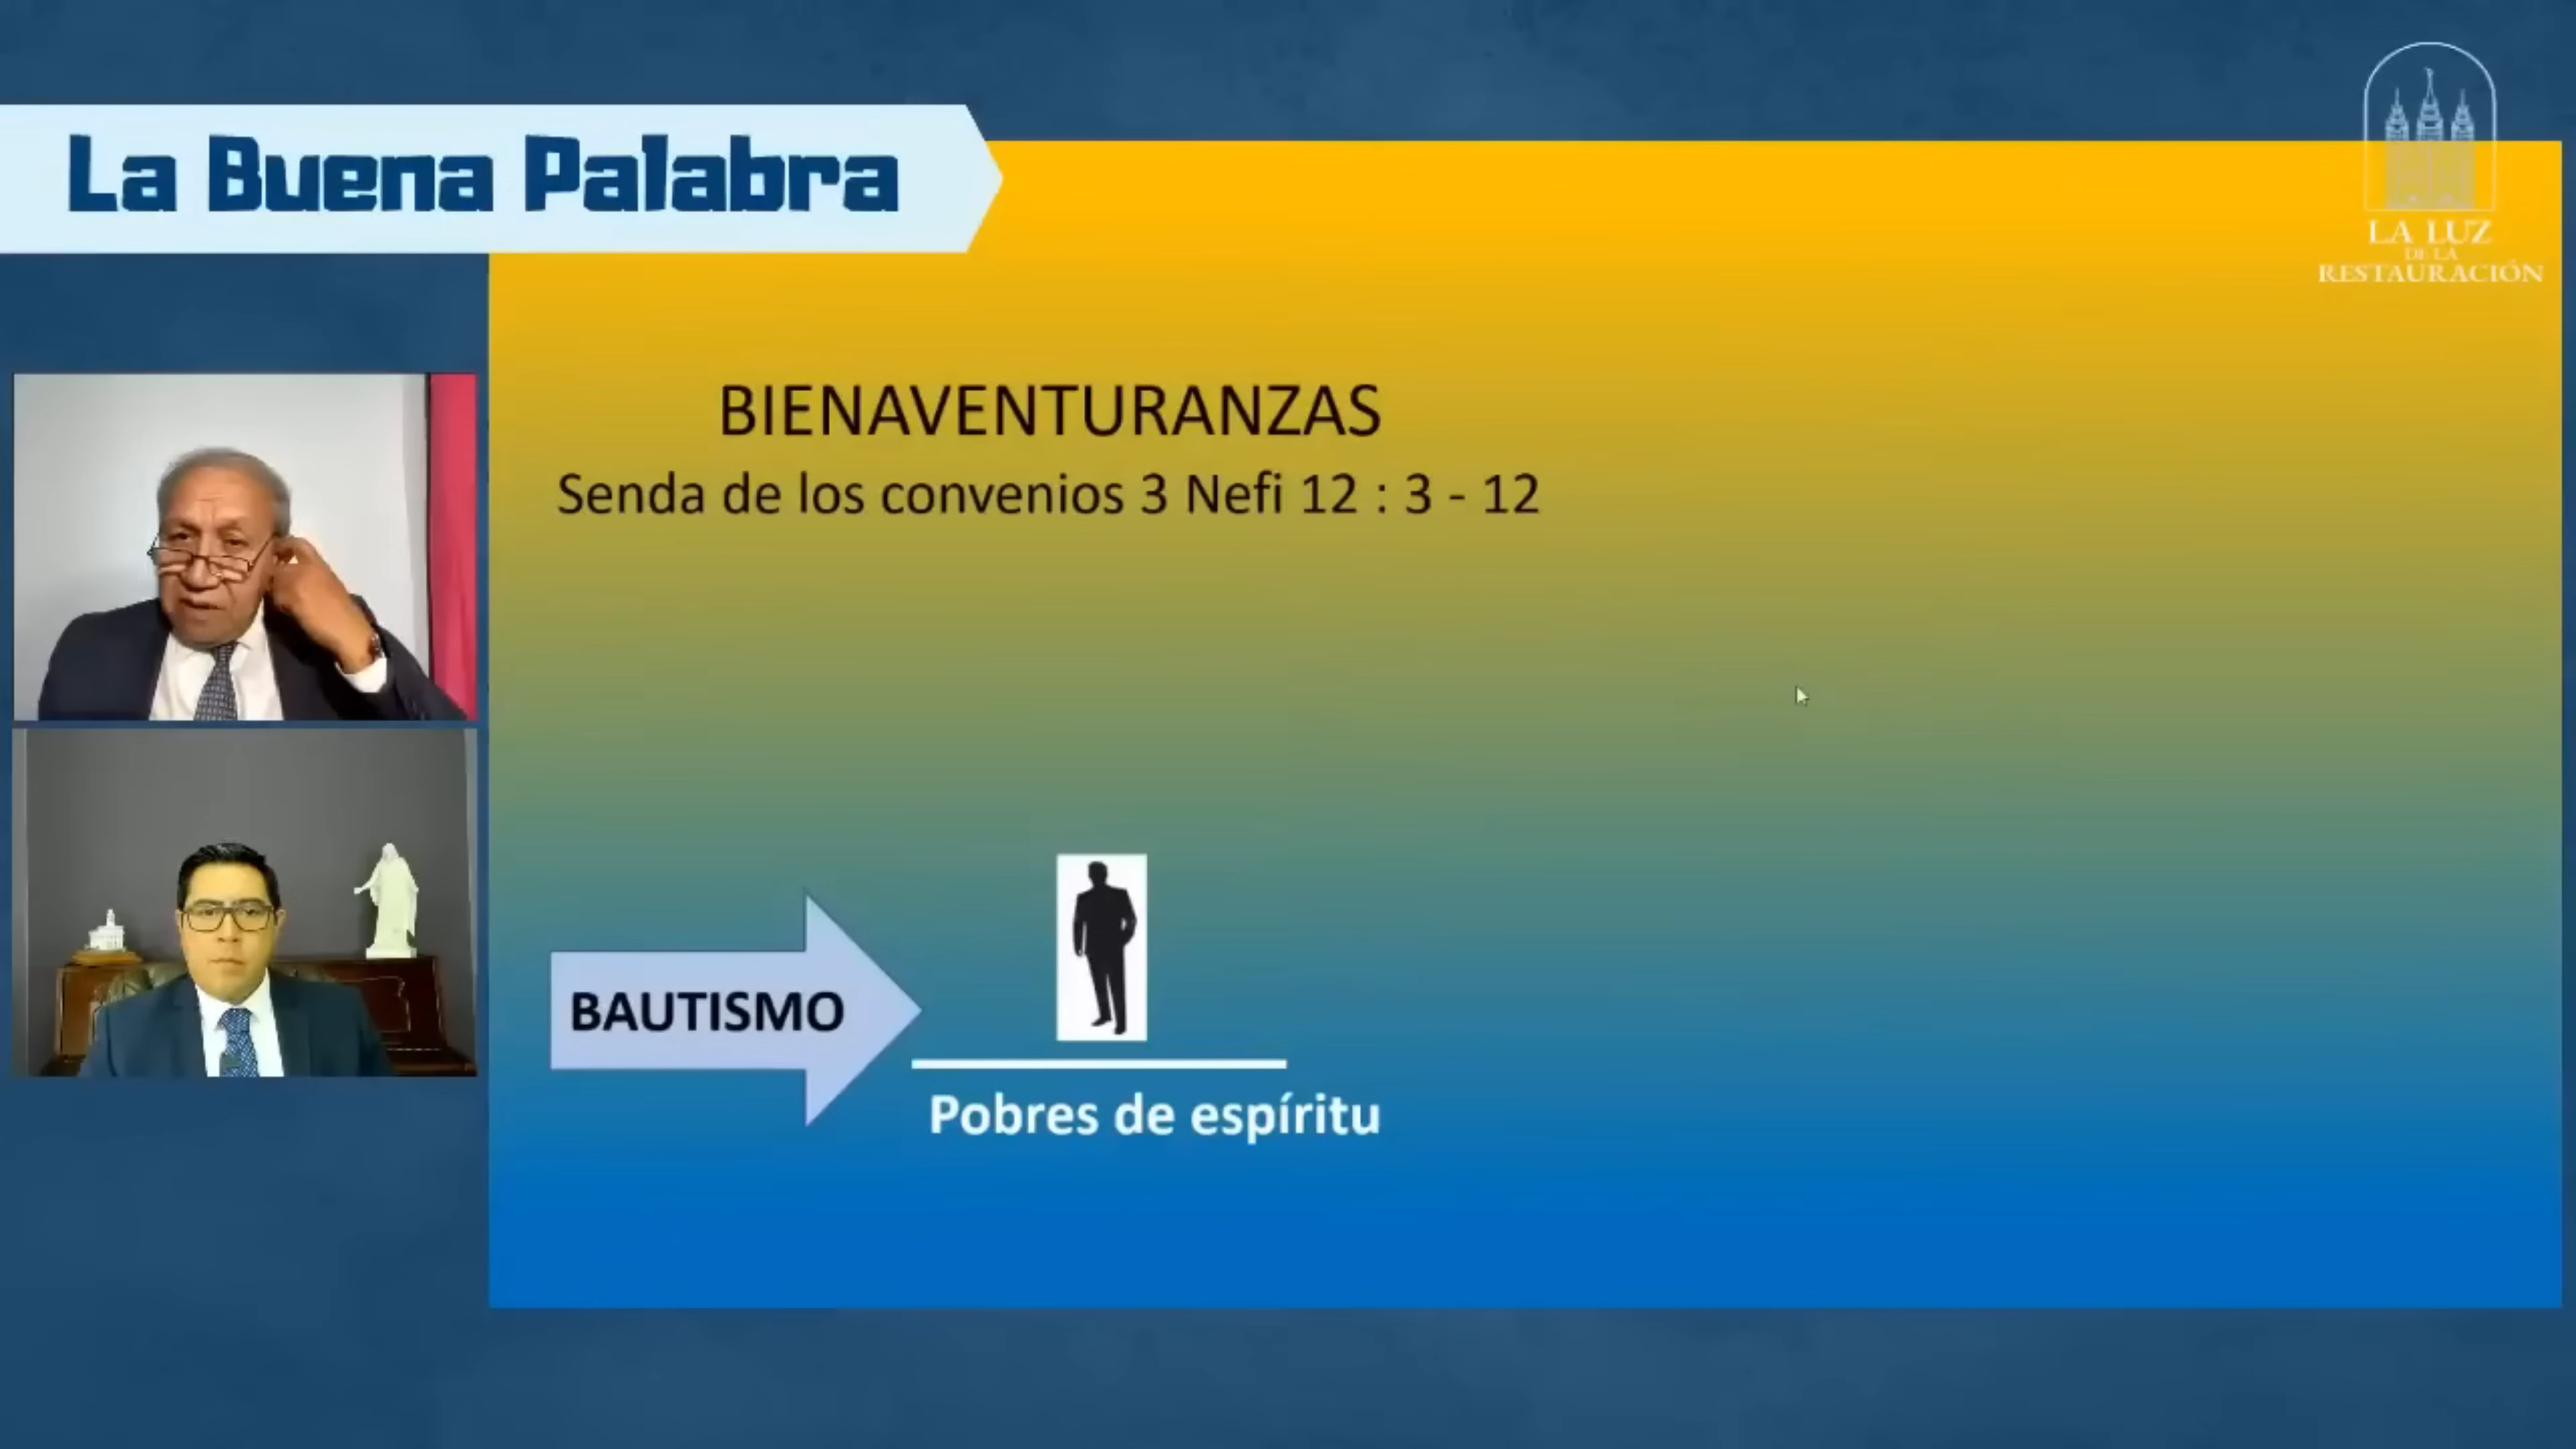 La Buena Palabra
LA LUZ
DE LA
RESTAURACIÓN
BIENAVENTURANZAS
Senda de los convenios 3 Nefi 12 : 3 - 12
BAUTISMO
Pobres de espíritu